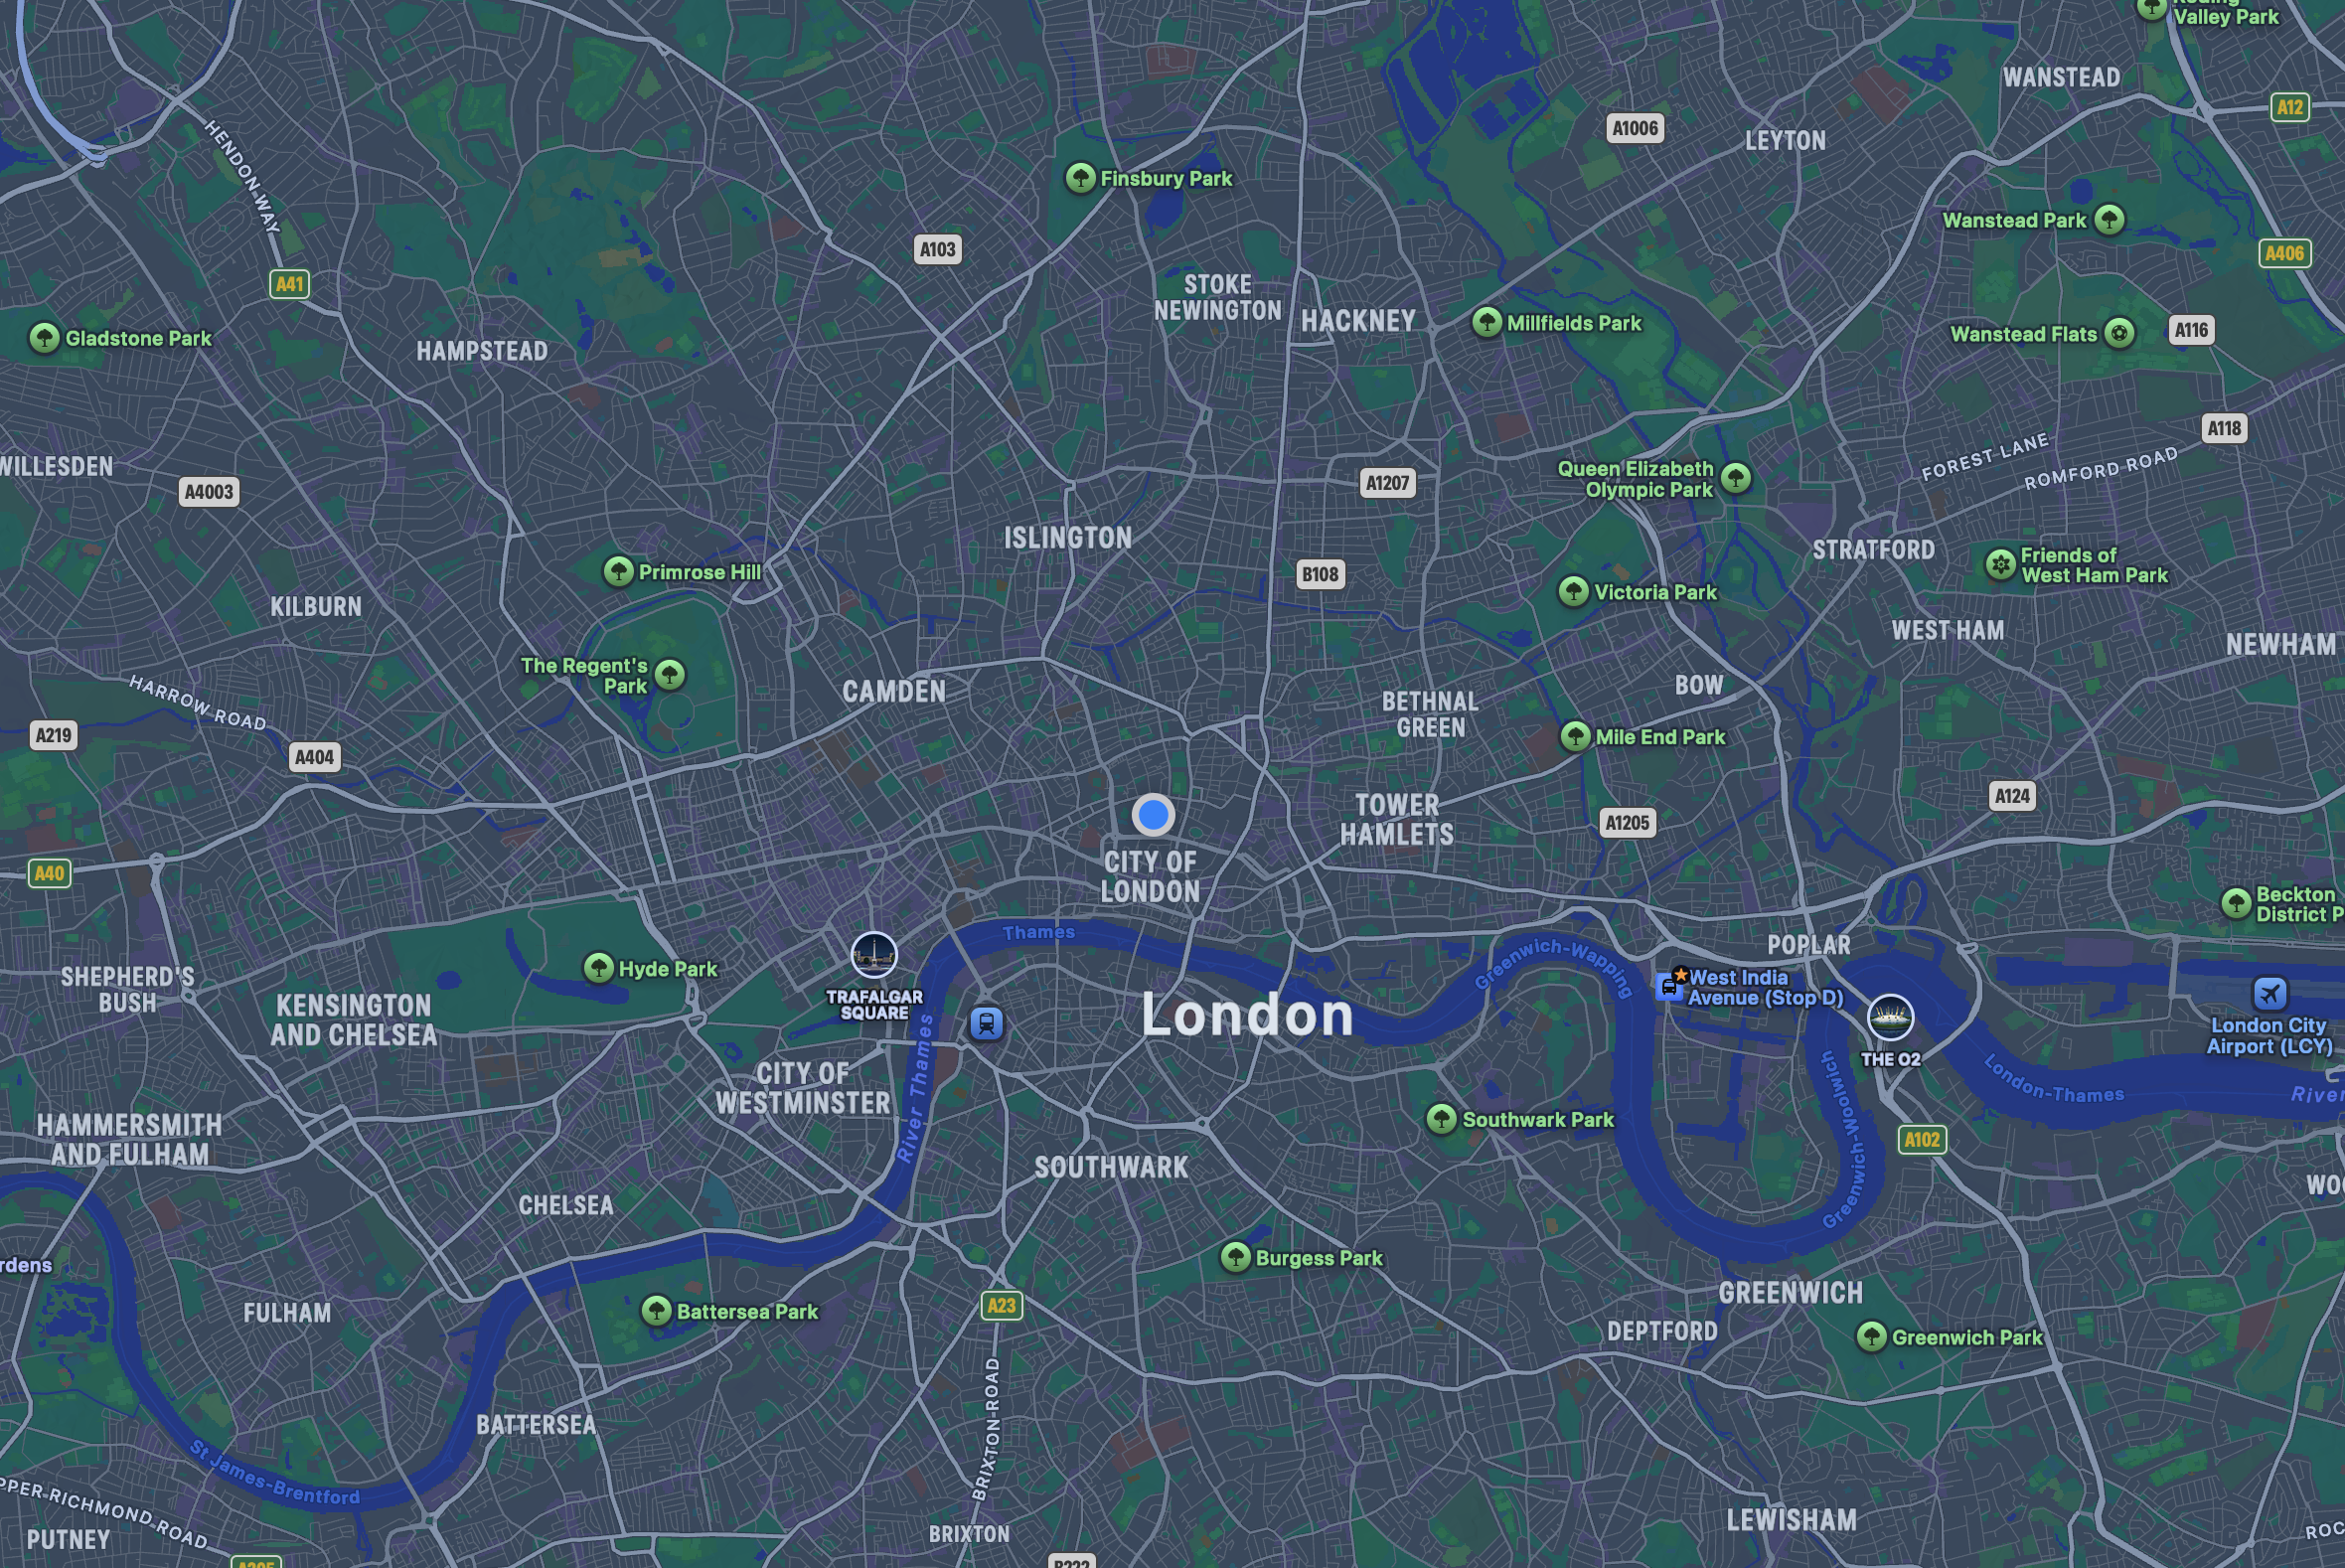 Valley Park
WANSTEAD
A12
A1006
LEYTON
HENDON WAY
Finsbury Park
Wanstead Park
A103
A406
A41
STOKE
NEWINGTON
HACKNEY
Millfields Park
Wanstead Flats
A116
Gladstone Park
HAMPSTEAD
A118
FOREST LANE
ROMFORD ROAD
WILLESDEN
A4003
A1207
Queen Elizabeth
Olympic Park
ISLINGTON
STRATFORD
Friends of
West Ham Park
Primrose Hill
B108
Victoria Park
KILBURN
WEST HAM
NEWHAM
The Regent's
Park
HARROW ROAD
CAMDEN
BOW
BETHNAL
GREEN
A219
A404
Mile End Park
A124
TOWER
HAMLETS
A1205
A40
CITY OF
LONDON
Beckton
District P
Thames
POPLAR
Greenwich-Wapping
Hyde Park
SHEPHERD'S
BUSH
KENSINGTON
AND CHELSEA
TRAFALGAR
SQUARE
London
West India
Avenue (Stop D)
THE O2
London City
Airport (LCY)
CITY OF
WESTMINSTER
River Thames
Greenwich-Woolwich
London-Thames
River
HAMMERSMITH
AND FULHAM
Southwark Park
A102
SOUTHWARK
WO
CHELSEA
rdens
Burgess Park
FULHAM
Battersea Park
A23
GREENWICH
DEPTFORD
Greenwich Park
BATTERSEA
BRIXTON ROAD
St James-Brentford
PPER RICHMOND ROAD
PUTNEY
BRIXTON
LEWISHAM
ROC